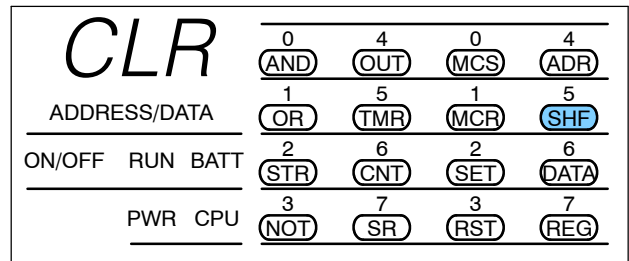 CLR
0 4 0 4
AND OUT MCS ADR
ADDRESS/DATA
1 5 1 5
OR TMR MCR SHF
ON/OFF RUN BATT
2 6 2 6
STR CNT SET DATA
PWR CPU
3 7 3 7
NOT SR RST REG